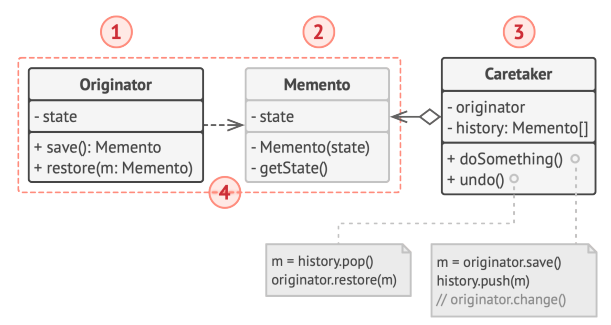 1
2
3
Originator
- state
+ save(): Memento
+ restore(m: Memento)
Memento
- state
- Memento(state)
- getState()
Caretaker
- originator
- history: Memento[]
+ doSomething()
+ undo()
4
m = history.pop()
originator.restore(m)
m = originator.save()
history.push(m)
// originator.change()